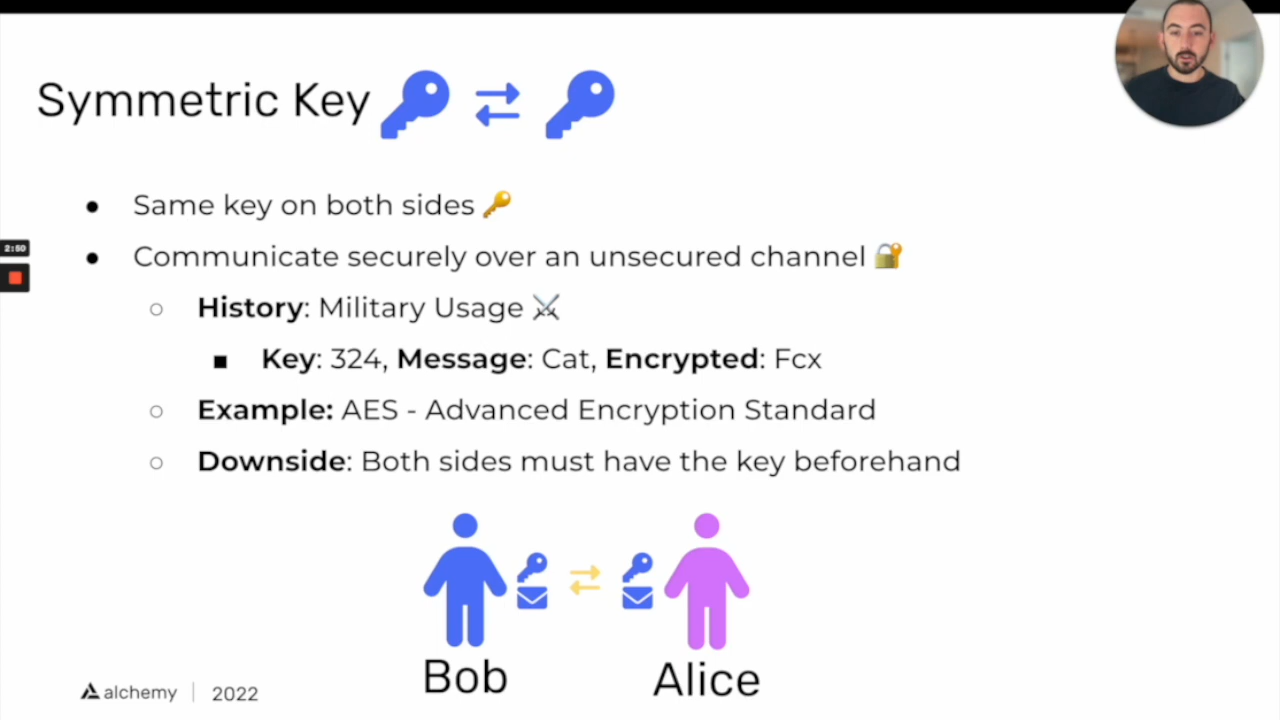 Symmetric Key
Same key on both sides
Communicate securely over an unsecured channel
History: Military Usage
Key: 324, Message: Cat, Encrypted: Fcx
Example: AES - Advanced Encryption Standard
Downside: Both sides must have the key beforehand
2:50
Bob
Alice
alchemy
2022